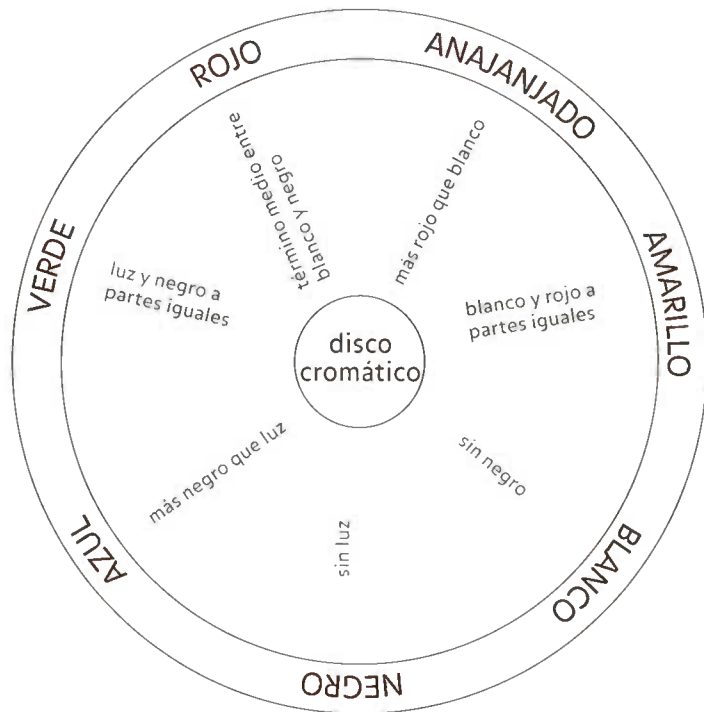 ROJO
ANAJANJADO
AMARILLO
BLANCO
NEGRO
AZUL
VERDE
término medio entre
blanco y negro
más rojo que blanco
blanco y rojo a
partes iguales
sin negro
sin luz
más negro que luz
luz y negro a
partes iguales
disco
cromático